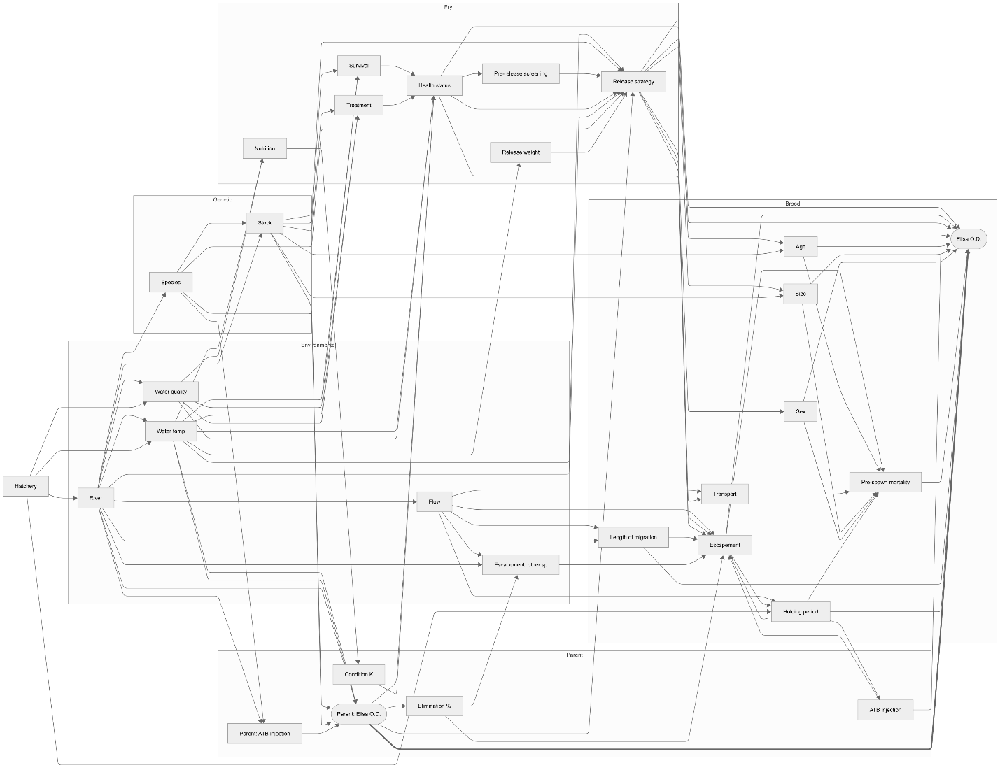 Fry
Survival
Pre-release screening
Health status
Release strategy
Treatment
Nutrition
Release weight
Genetic
Brood
Stock
Elisa O.D.
Age
Species
Size
Environmental
Water quality
Sex
Water temp
Hatchery
Pre-spawn mortality
River
Flow
Transport
Length of migration
Escapement
Escapement: other sp
Holding period
Parent
Condition K
Elimination %
ATB injection
Parent: Elisa O.D.
Parent: ATB injection